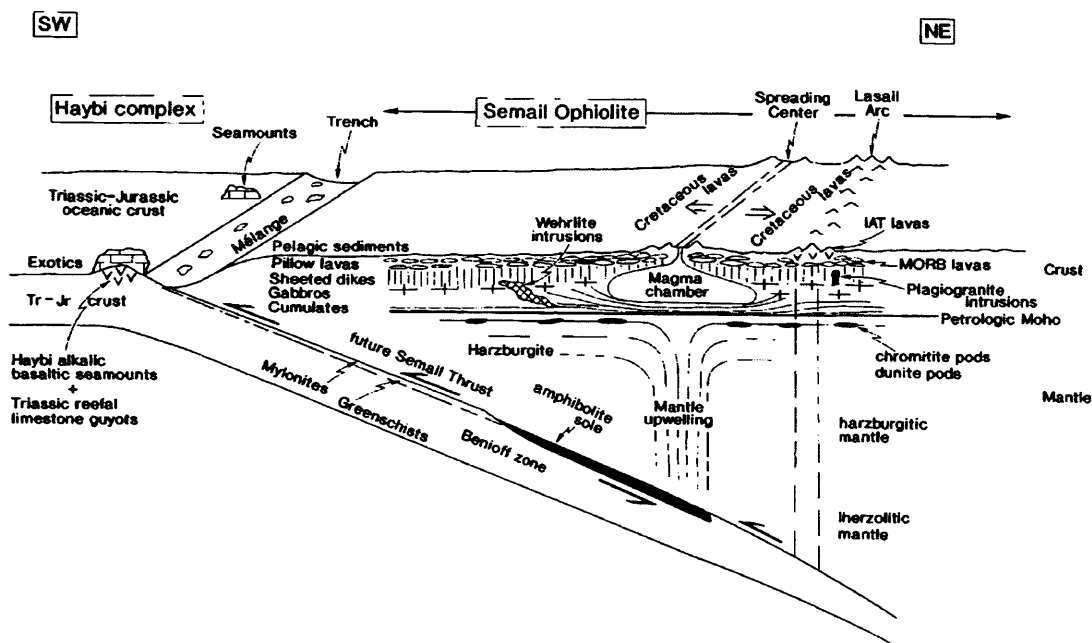 SW
NE
Haybi complex
Semail Ophiolite
Spreading
Center
Lasail
Arc
Seamounts
Trench
Triassic-Jurassic
oceanic crust
Mélange
Cretaceous lavas
Cretaceous lavas
Wehrlite
intrusions
IAT lavas
Exotics
Pelagic sediments
Pillow lavas
Sheeted dikes
Gabbros
Cumulates
Magma
chamber
MORB lavas
Crust
Plagiogranite
Intrusions
Tr-Jr crust
Petrologic Moho
Haybi alkalic
basaltic seamounts
+
Triassic reefal
limestone guyots
future Semail Thrust
Mylonites
Greenschists
Benioff zone
amphibolite
sole
Harzburgite
Mantle
upwelling
chromitite pods
dunite pods
Mantle
harzburgitic
mantle
lherzolitic
mantle